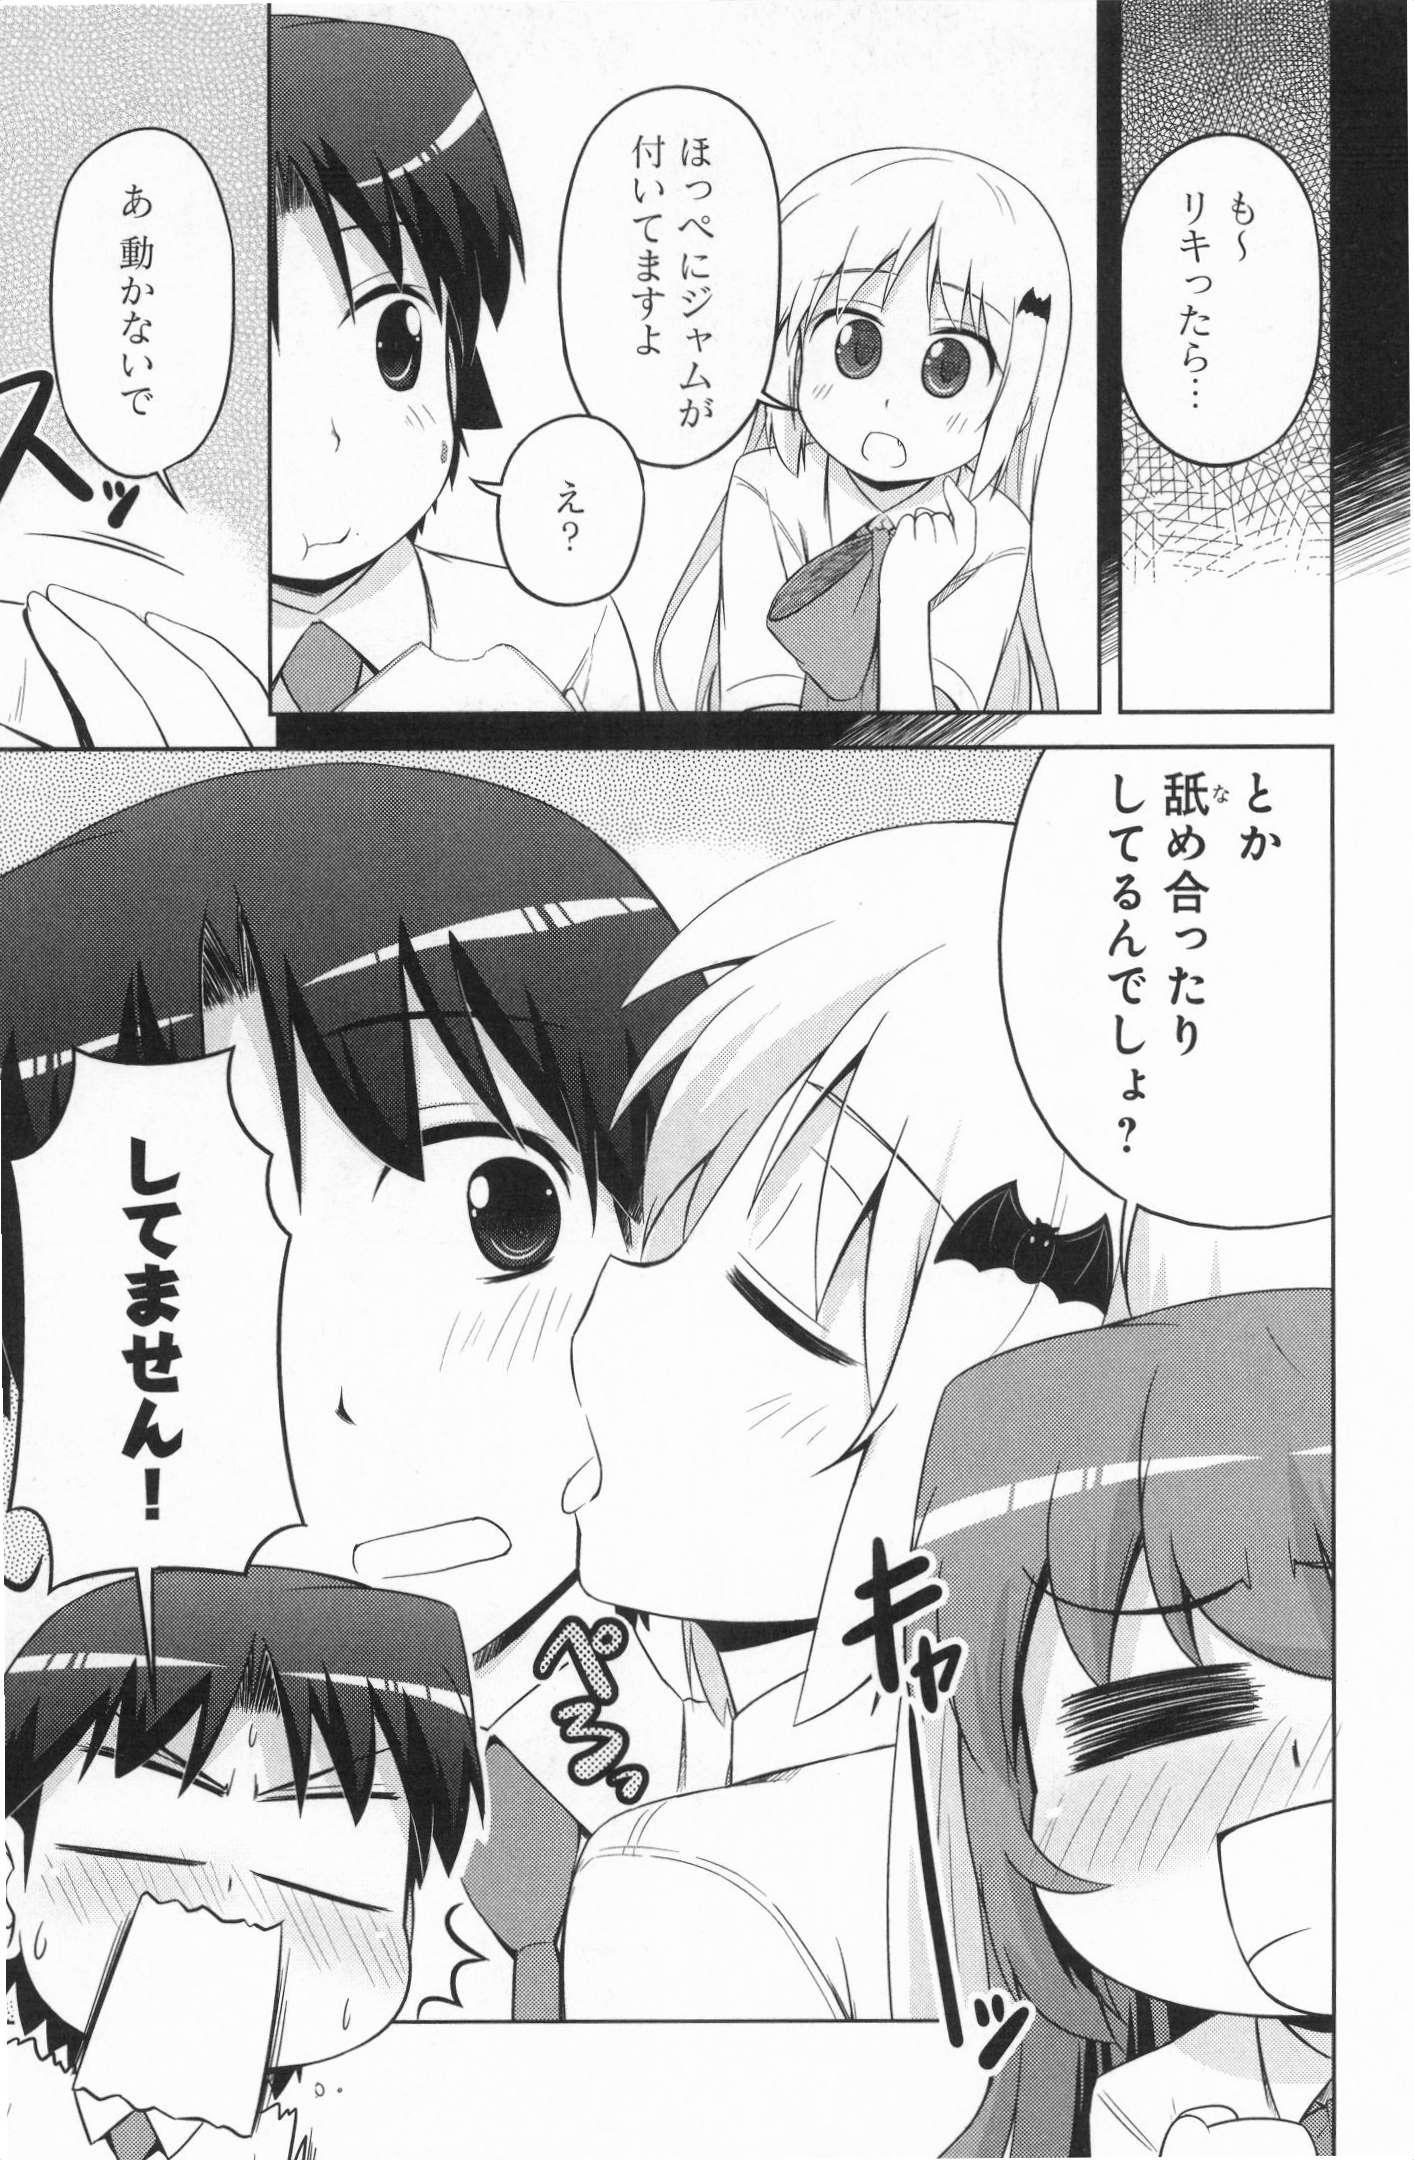 も～
リキったら…
ほっぺにジャムが
付いてますよ
え？
あ 動かないで
スッ
とか
舐め合ったり
してるんでしょ？
な
ペろっ
キャーッ
してません！